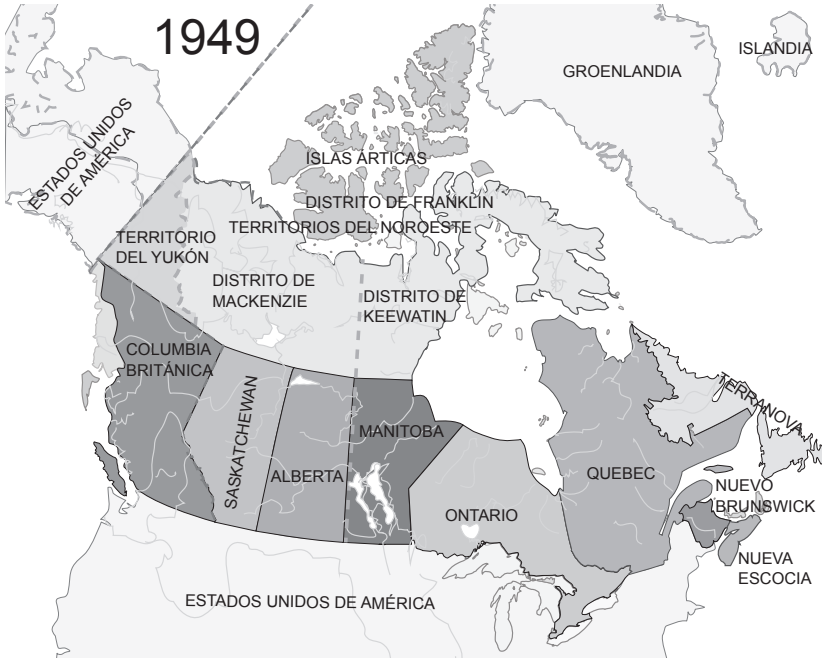 1949
ISLANDIA
GROENLANDIA
ESTADOS UNIDOS
DE AMÉRICA
ISLAS ÁRTICAS
DISTRITO DE FRANKLIN
TERRITORIOS DEL NOROESTE
TERRITORIO
DEL YUKÓN
DISTRITO DE
MACKENZIE
DISTRITO DE
KEEWATIN
COLUMBIA
BRITÁNICA
SASKATCHEWAN
ALBERTA
MANITOBA
ONTARIO
QUEBEC
TERRANOVA
NUEVO
BRUNSWICK
NUEVA
ESCOCIA
ESTADOS UNIDOS DE AMÉRICA